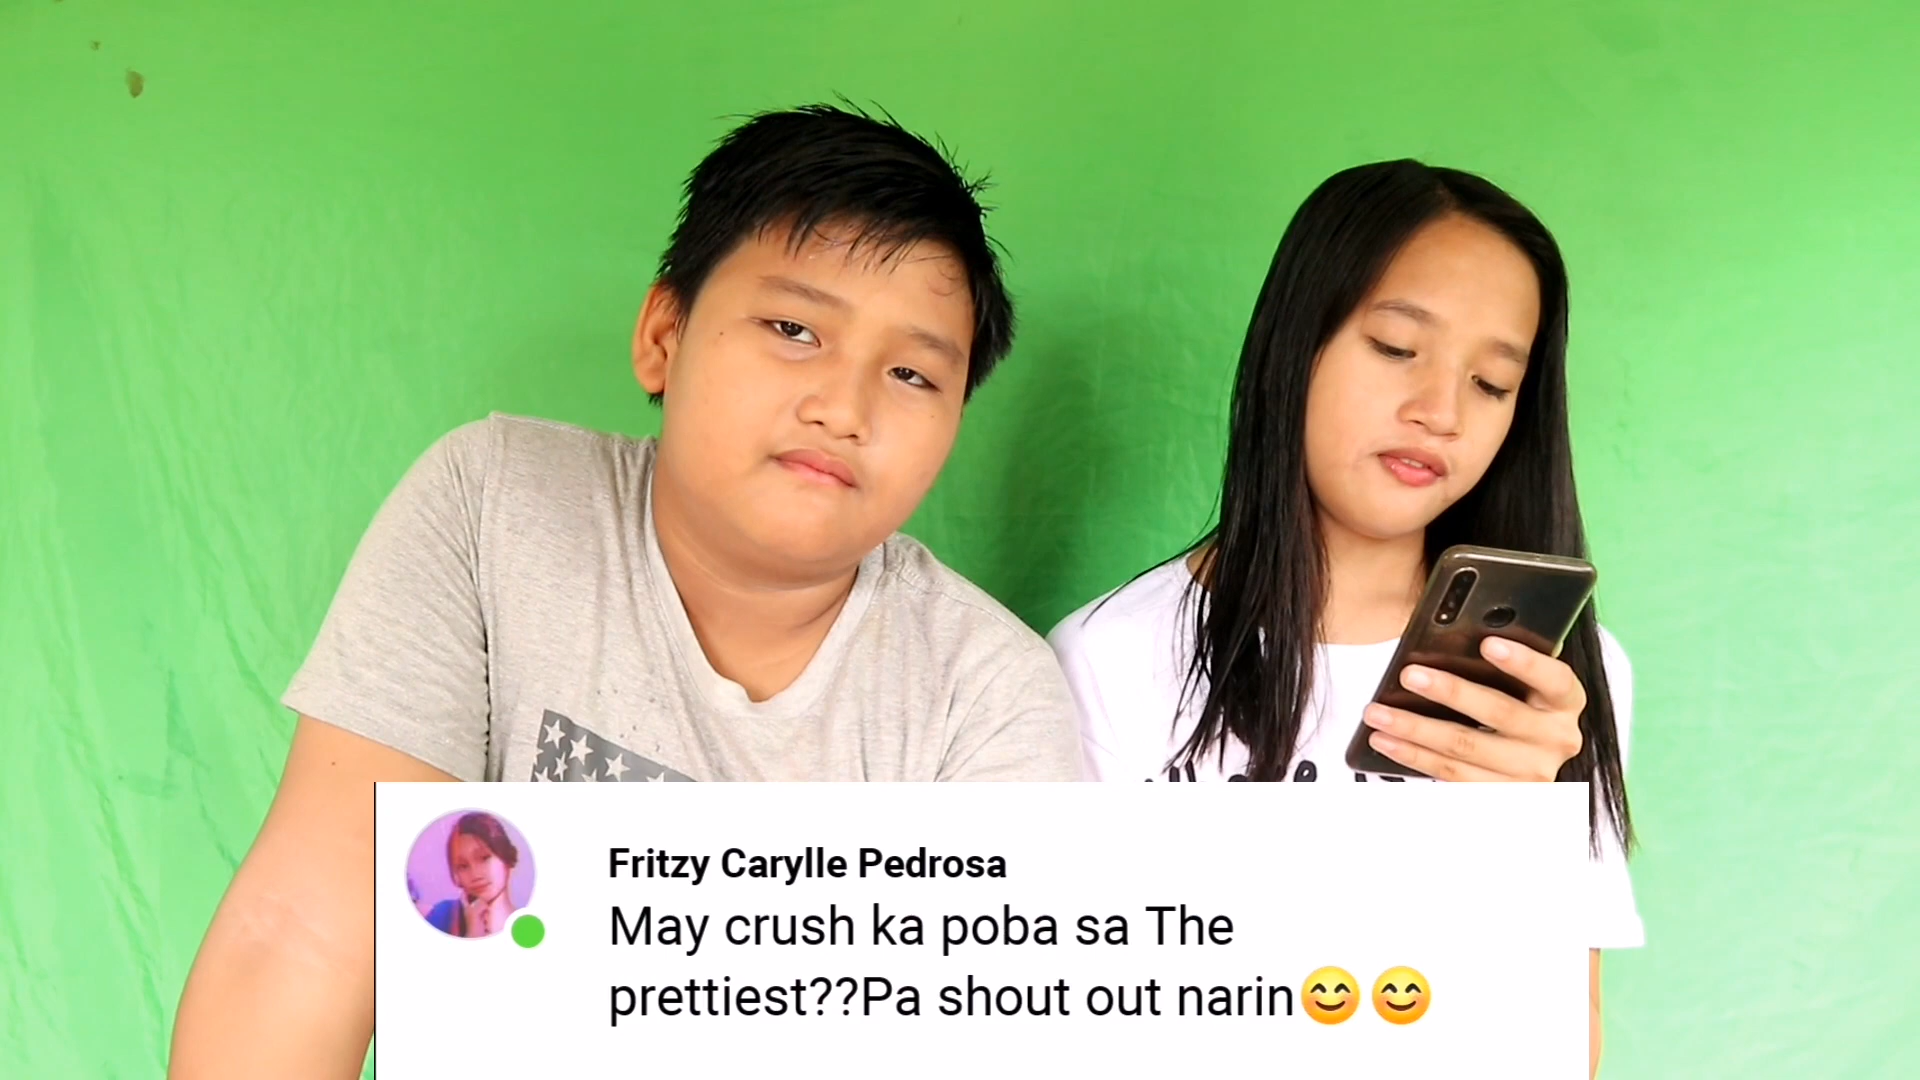 Fritzy Carylle Pedrosa
May crush ka poba sa The
prettiest??Pa shout out narin😊😊